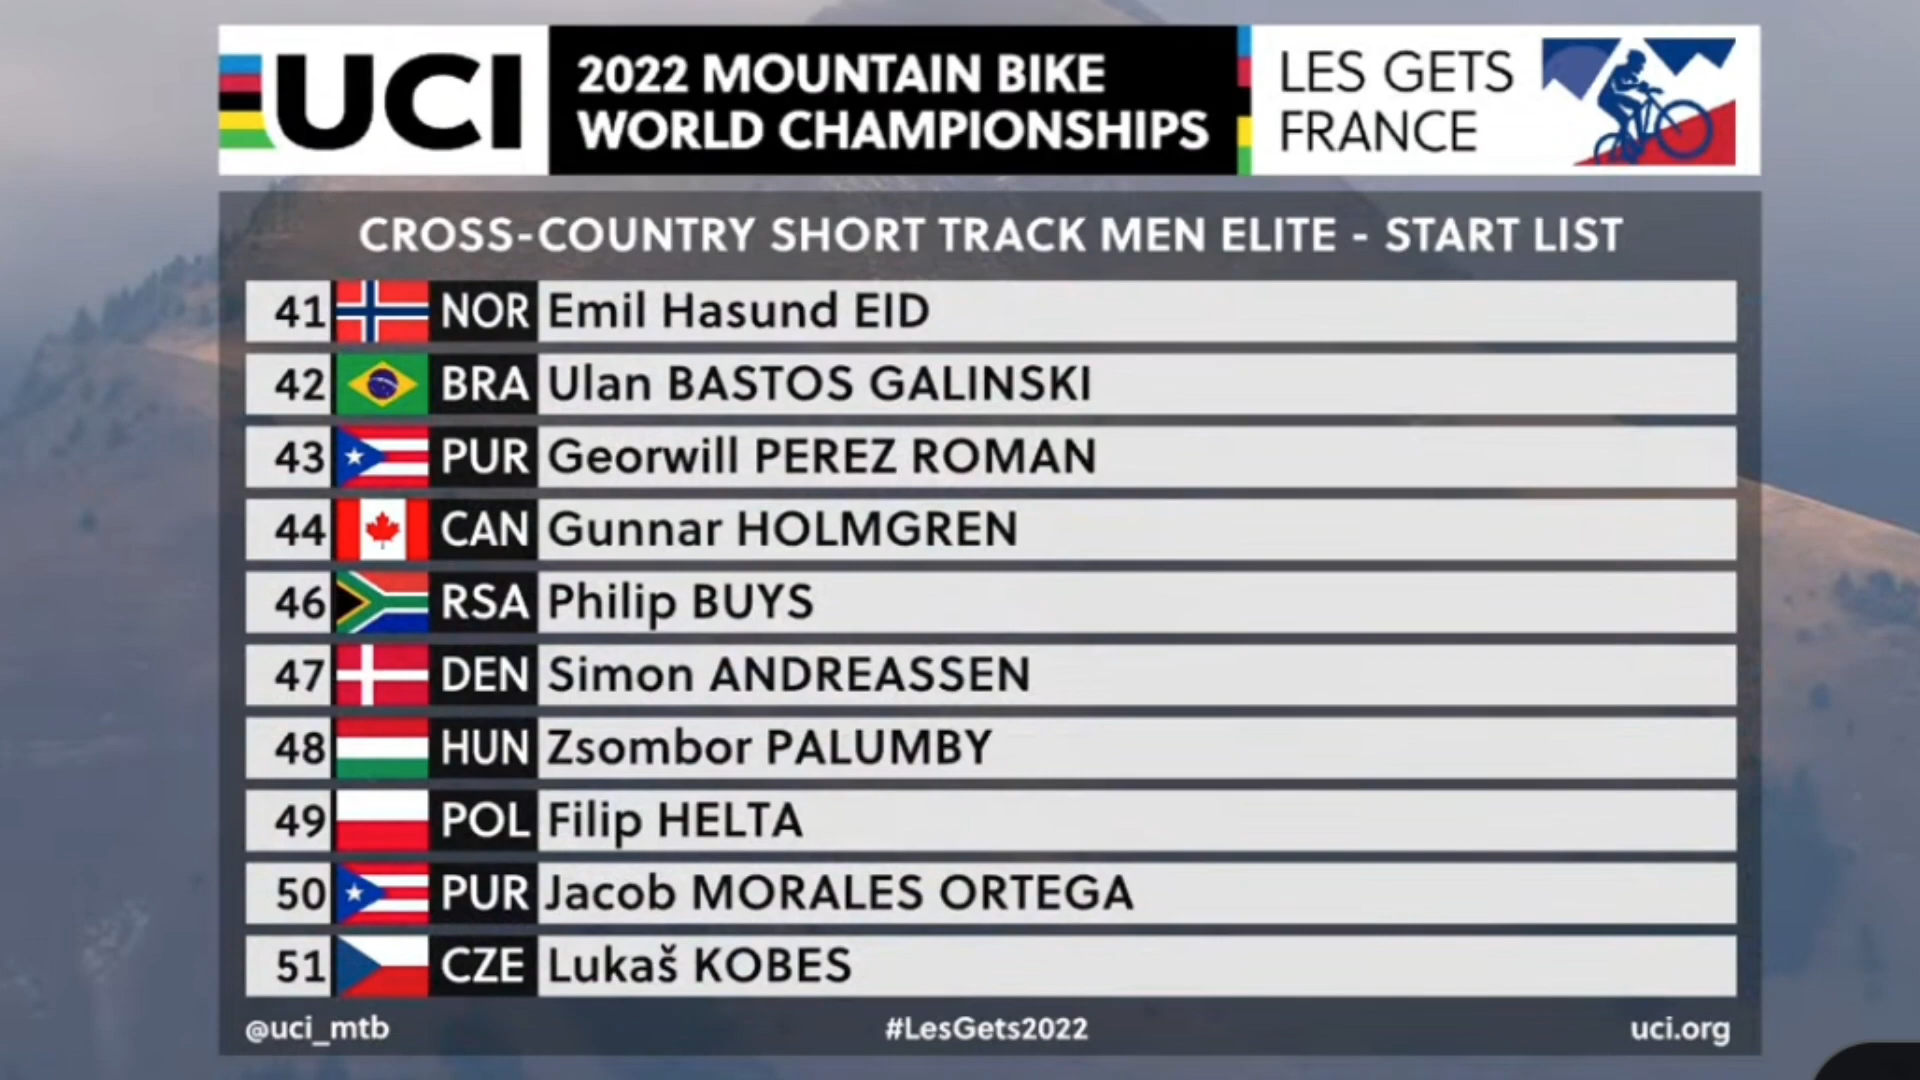 UCI
2022 MOUNTAIN BIKE
WORLD CHAMPIONSHIPS
LES GETS
FRANCE
CROSS-COUNTRY SHORT TRACK MEN ELITE - START LIST
41 NOR Emil Hasund EID
42 BRA Ulan BASTOS GALINSKI
43 PUR Georwill PEREZ ROMAN
44 CAN Gunnar HOLMGREN
46 RSA Philip BUYS
47 DEN Simon ANDREASSEN
48 HUN Zsombor PALUMBY
49 POL Filip HELTA
50 PUR Jacob MORALES ORTEGA
51 CZE Lukaš KOBES
@uci_mtb #LesGets2022 uci.org